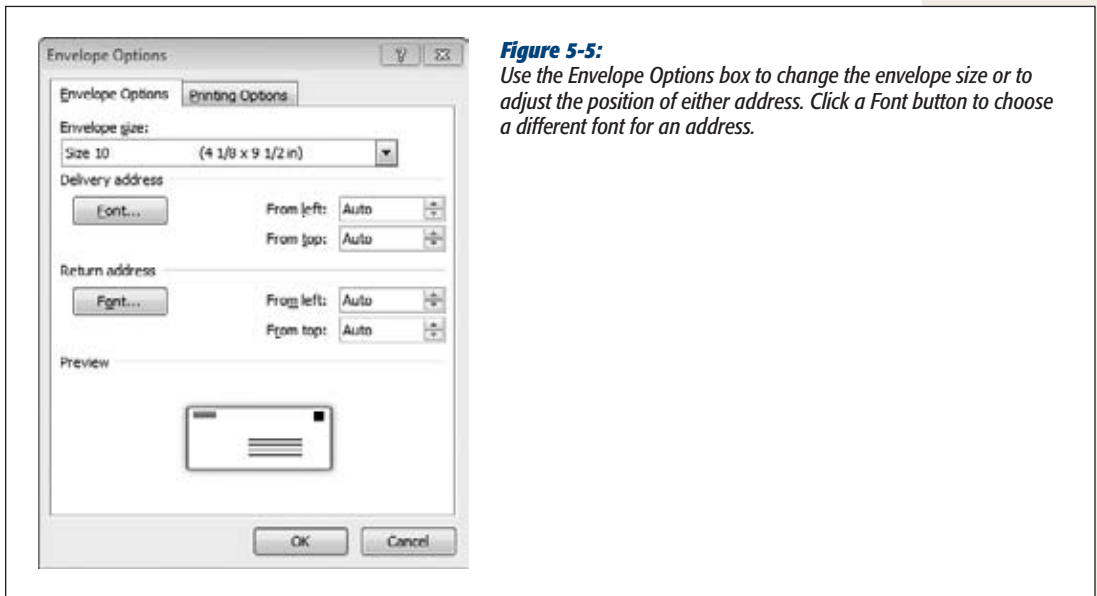 Envelope Options
Envelope Options Printing Options
Envelope size:
Size 10 (4 1/8 x 9 1/2 in)
Delivery address
Font...
From left: Auto
From top: Auto
Return address
Font...
From left: Auto
From top: Auto
Preview
OK Cancel
Figure 5-5:
Use the Envelope Options box to change the envelope size or to
adjust the position of either address. Click a Font button to choose
a different font for an address.